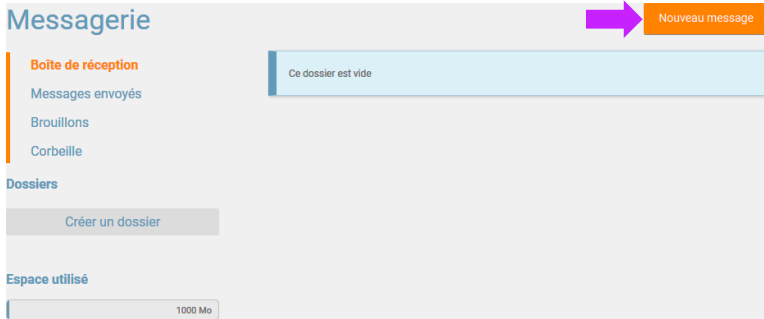 Messagerie
Nouveau message
Boîte de réception
Messages envoyés
Brouillons
Corbeille
Ce dossier est vide
Dossiers
Créer un dossier
Espace utilisé
1000 Mo